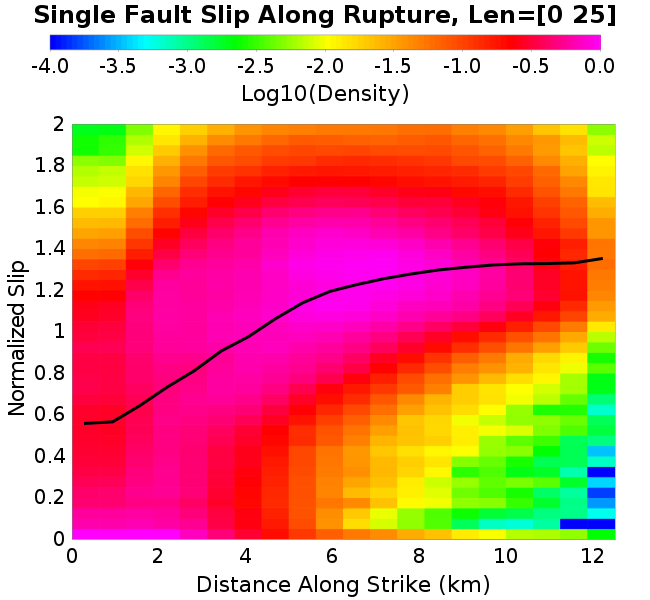 Single Fault Slip Along Rupture, Len=[0 25]
-4.0 -3.5 -3.0 -2.5 -2.0 -1.5 -1.0 -0.5 0.0
Log10(Density)
2
1.8
1.6
1.4
1.2
1
0.8
0.6
0.4
0.2
0
Normalized Slip
0 2 4 6 8 10 12
Distance Along Strike (km)